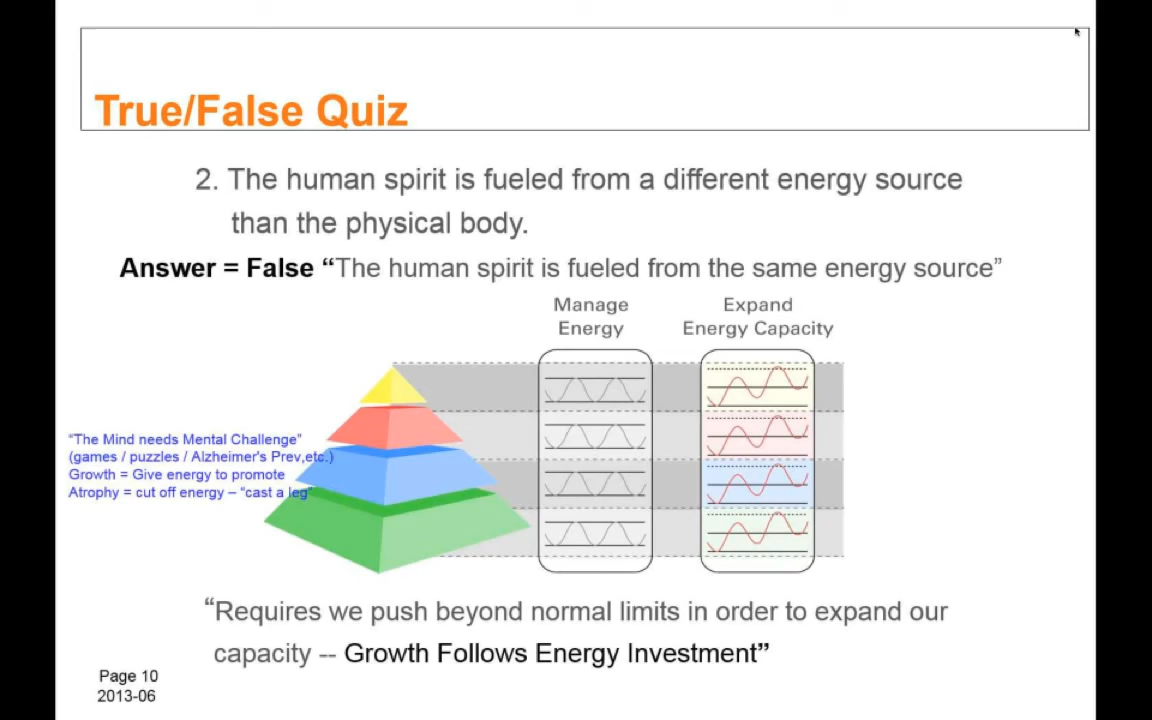 True/False Quiz
2. The human spirit is fueled from a different energy source
than the physical body.
Answer = False “The human spirit is fueled from the same energy source”
Manage
Energy
Expand
Energy Capacity
“The Mind needs Mental Challenge”
(games / puzzles / Alzheimer's Prev,etc.)
Growth = Give energy to promote
Atrophy = cut off energy – “cast a leg”
“Requires we push beyond normal limits in order to expand our
capacity -- Growth Follows Energy Investment”
Page 10
2013-06